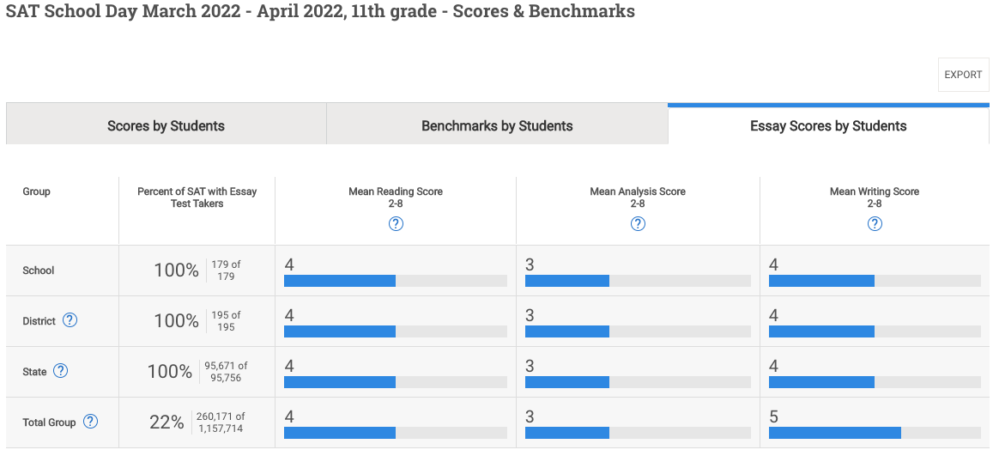 SAT School Day March 2022 - April 2022, 11th grade - Scores & Benchmarks
EXPORT
Scores by Students
Benchmarks by Students
Essay Scores by Students
Group
Percent of SAT with Essay
Test Takers
Mean Reading Score
2-8
?
Mean Analysis Score
2-8
?
Mean Writing Score
2-8
?
School
100%
179 of
179
4
3
4
District ?
100%
195 of
195
4
3
4
State ?
100%
95,671 of
95,756
4
3
4
Total Group ?
22%
260,171 of
1,157,714
4
3
5